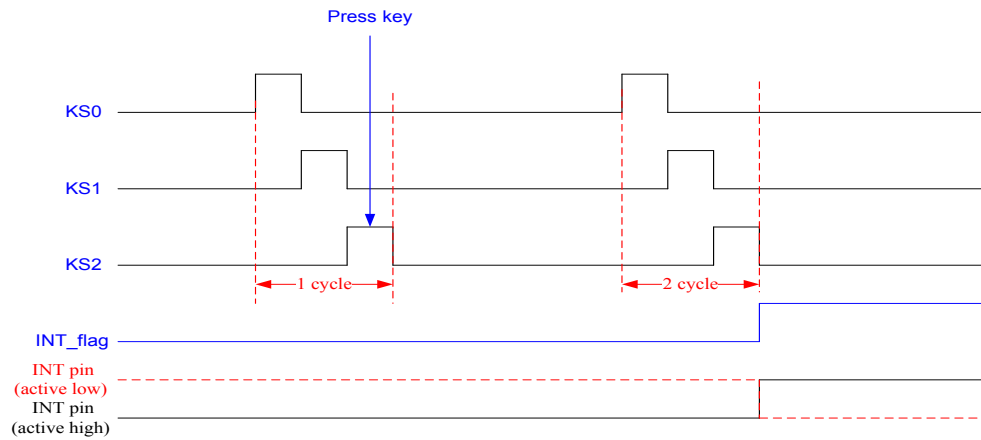 Press key
KS0
KS1
KS2
1 cycle
2 cycle
INT_flag
INT pin
(active low)
INT pin
(active high)